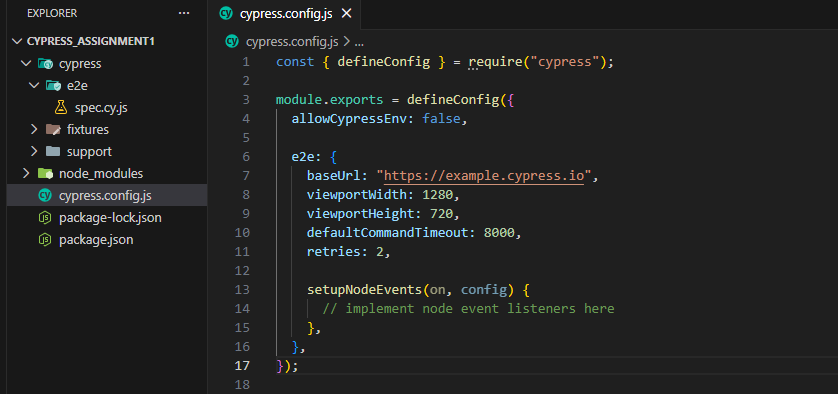 EXPLORER ...
CYPRESS_ASSIGNMENT1
cypress
e2e
spec.cy.js
fixtures
support
node_modules
cypress.config.js
package-lock.json
package.json
cypress.config.js
cypress.config.js > ...
1 const { defineConfig } = require("cypress");
2
3 module.exports = defineConfig({
4 allowCypressEnv: false,
5
6 e2e: {
7 baseUrl: "https://example.cypress.io",
8 viewportWidth: 1280,
9 viewportHeight: 720,
10 defaultCommandTimeout: 8000,
11 retries: 2,
12
13 setupNodeEvents(on, config) {
14 // implement node event listeners here
15 },
16 },
17 });
18